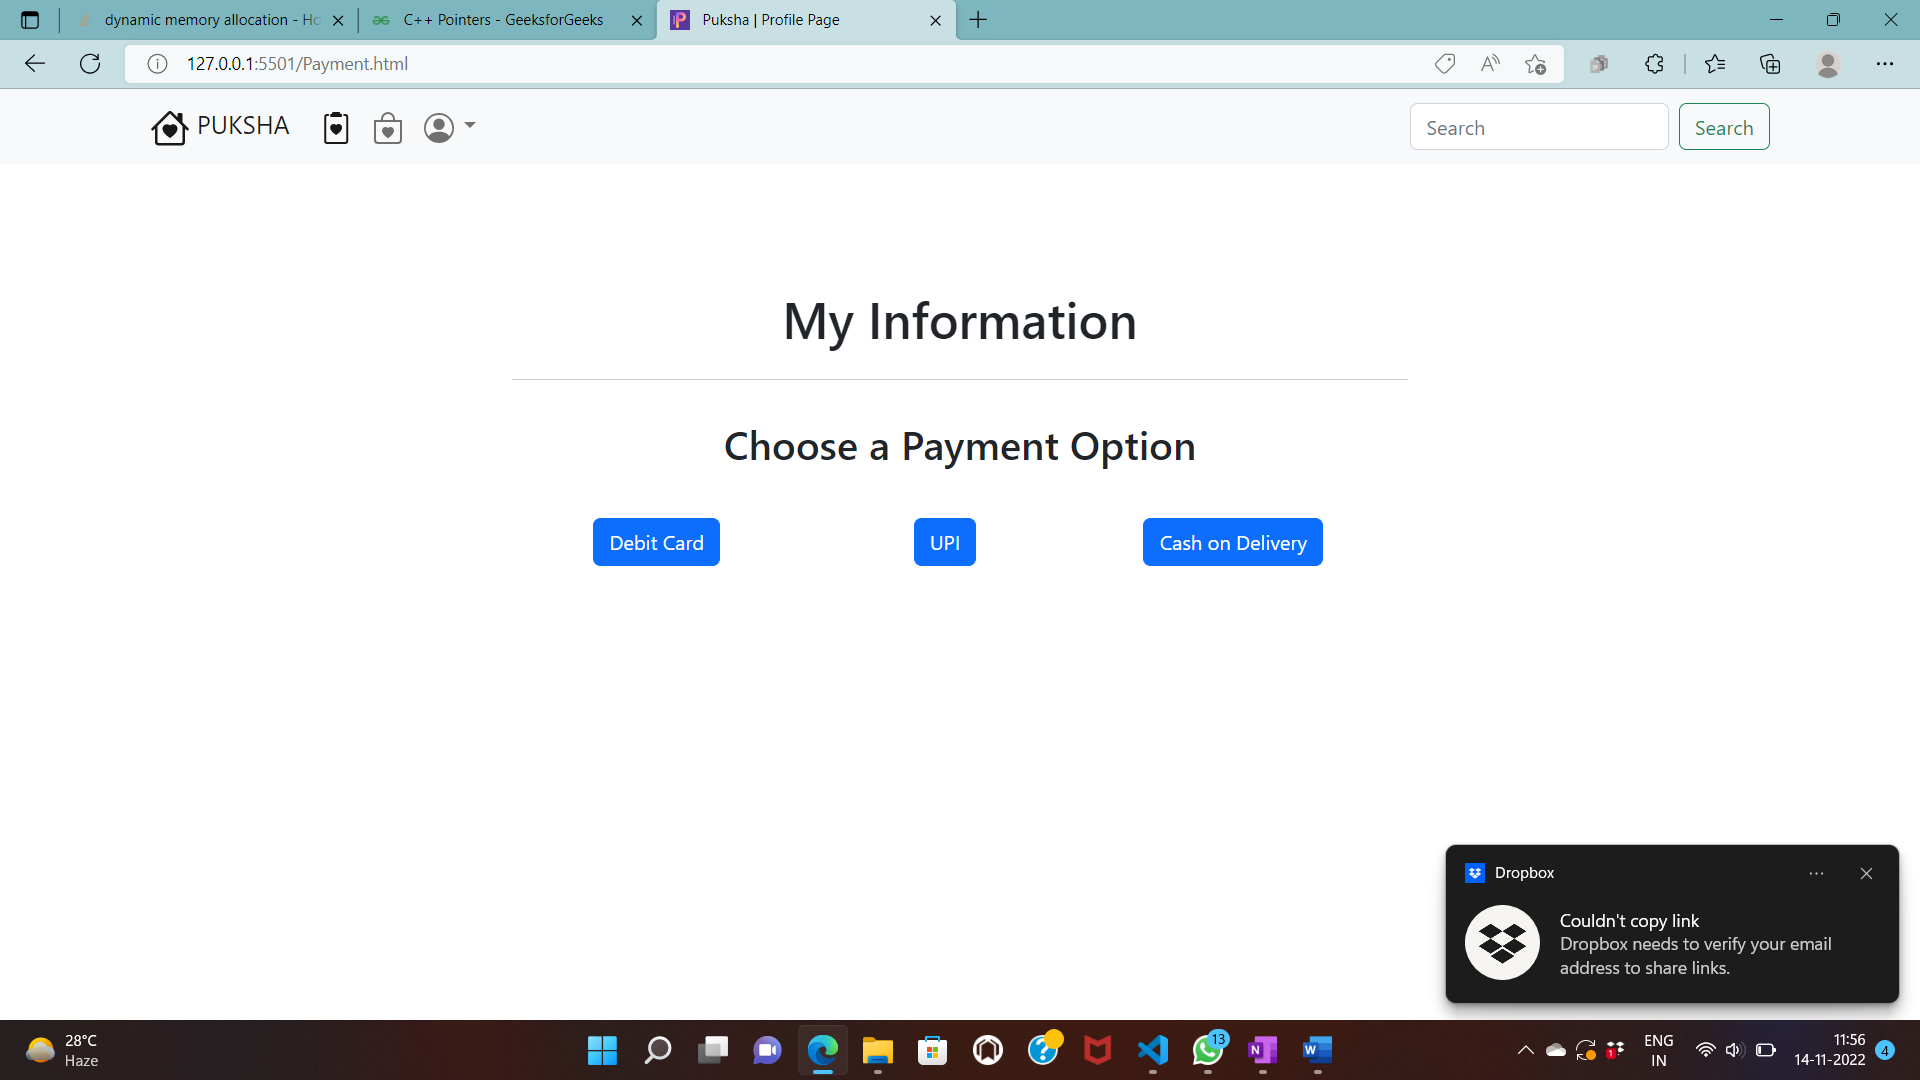 dynamic memory allocation - Ho
C++ Pointers - GeeksforGeeks
Puksha | Profile Page
127.0.0.1:5501/Payment.html
PUKSHA
Search
Search
My Information
Choose a Payment Option
Debit Card
UPI
Cash on Delivery
Dropbox
Couldn't copy link
Dropbox needs to verify your email
address to share links.
28°C
Haze
13
1
ENG
IN
11:56
14-11-2022
4